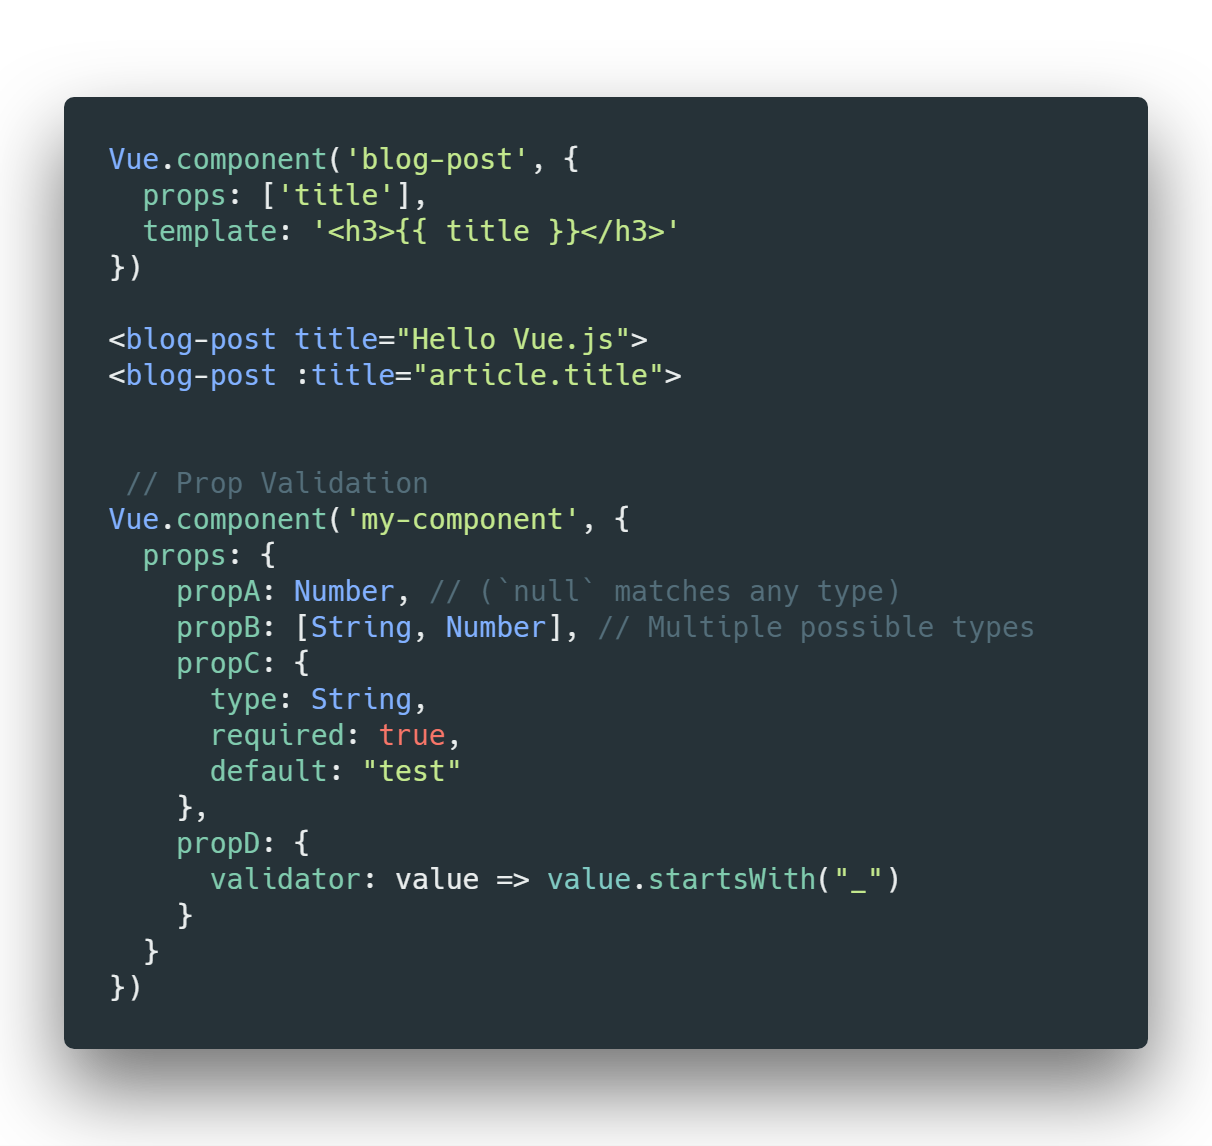 Vue.component('blog-post', {
  props: ['title'],
  template: '<h3>{{ title }}</h3>'
})

<blog-post title="Hello Vue.js">
<blog-post :title="article.title">


 // Prop Validation
Vue.component('my-component', {
  props: {
    propA: Number, // (`null` matches any type)
    propB: [String, Number], // Multiple possible types
    propC: {
      type: String,
      required: true,
      default: "test"
    },
    propD: {
      validator: value => value.startsWith("_")
    }
  }
})